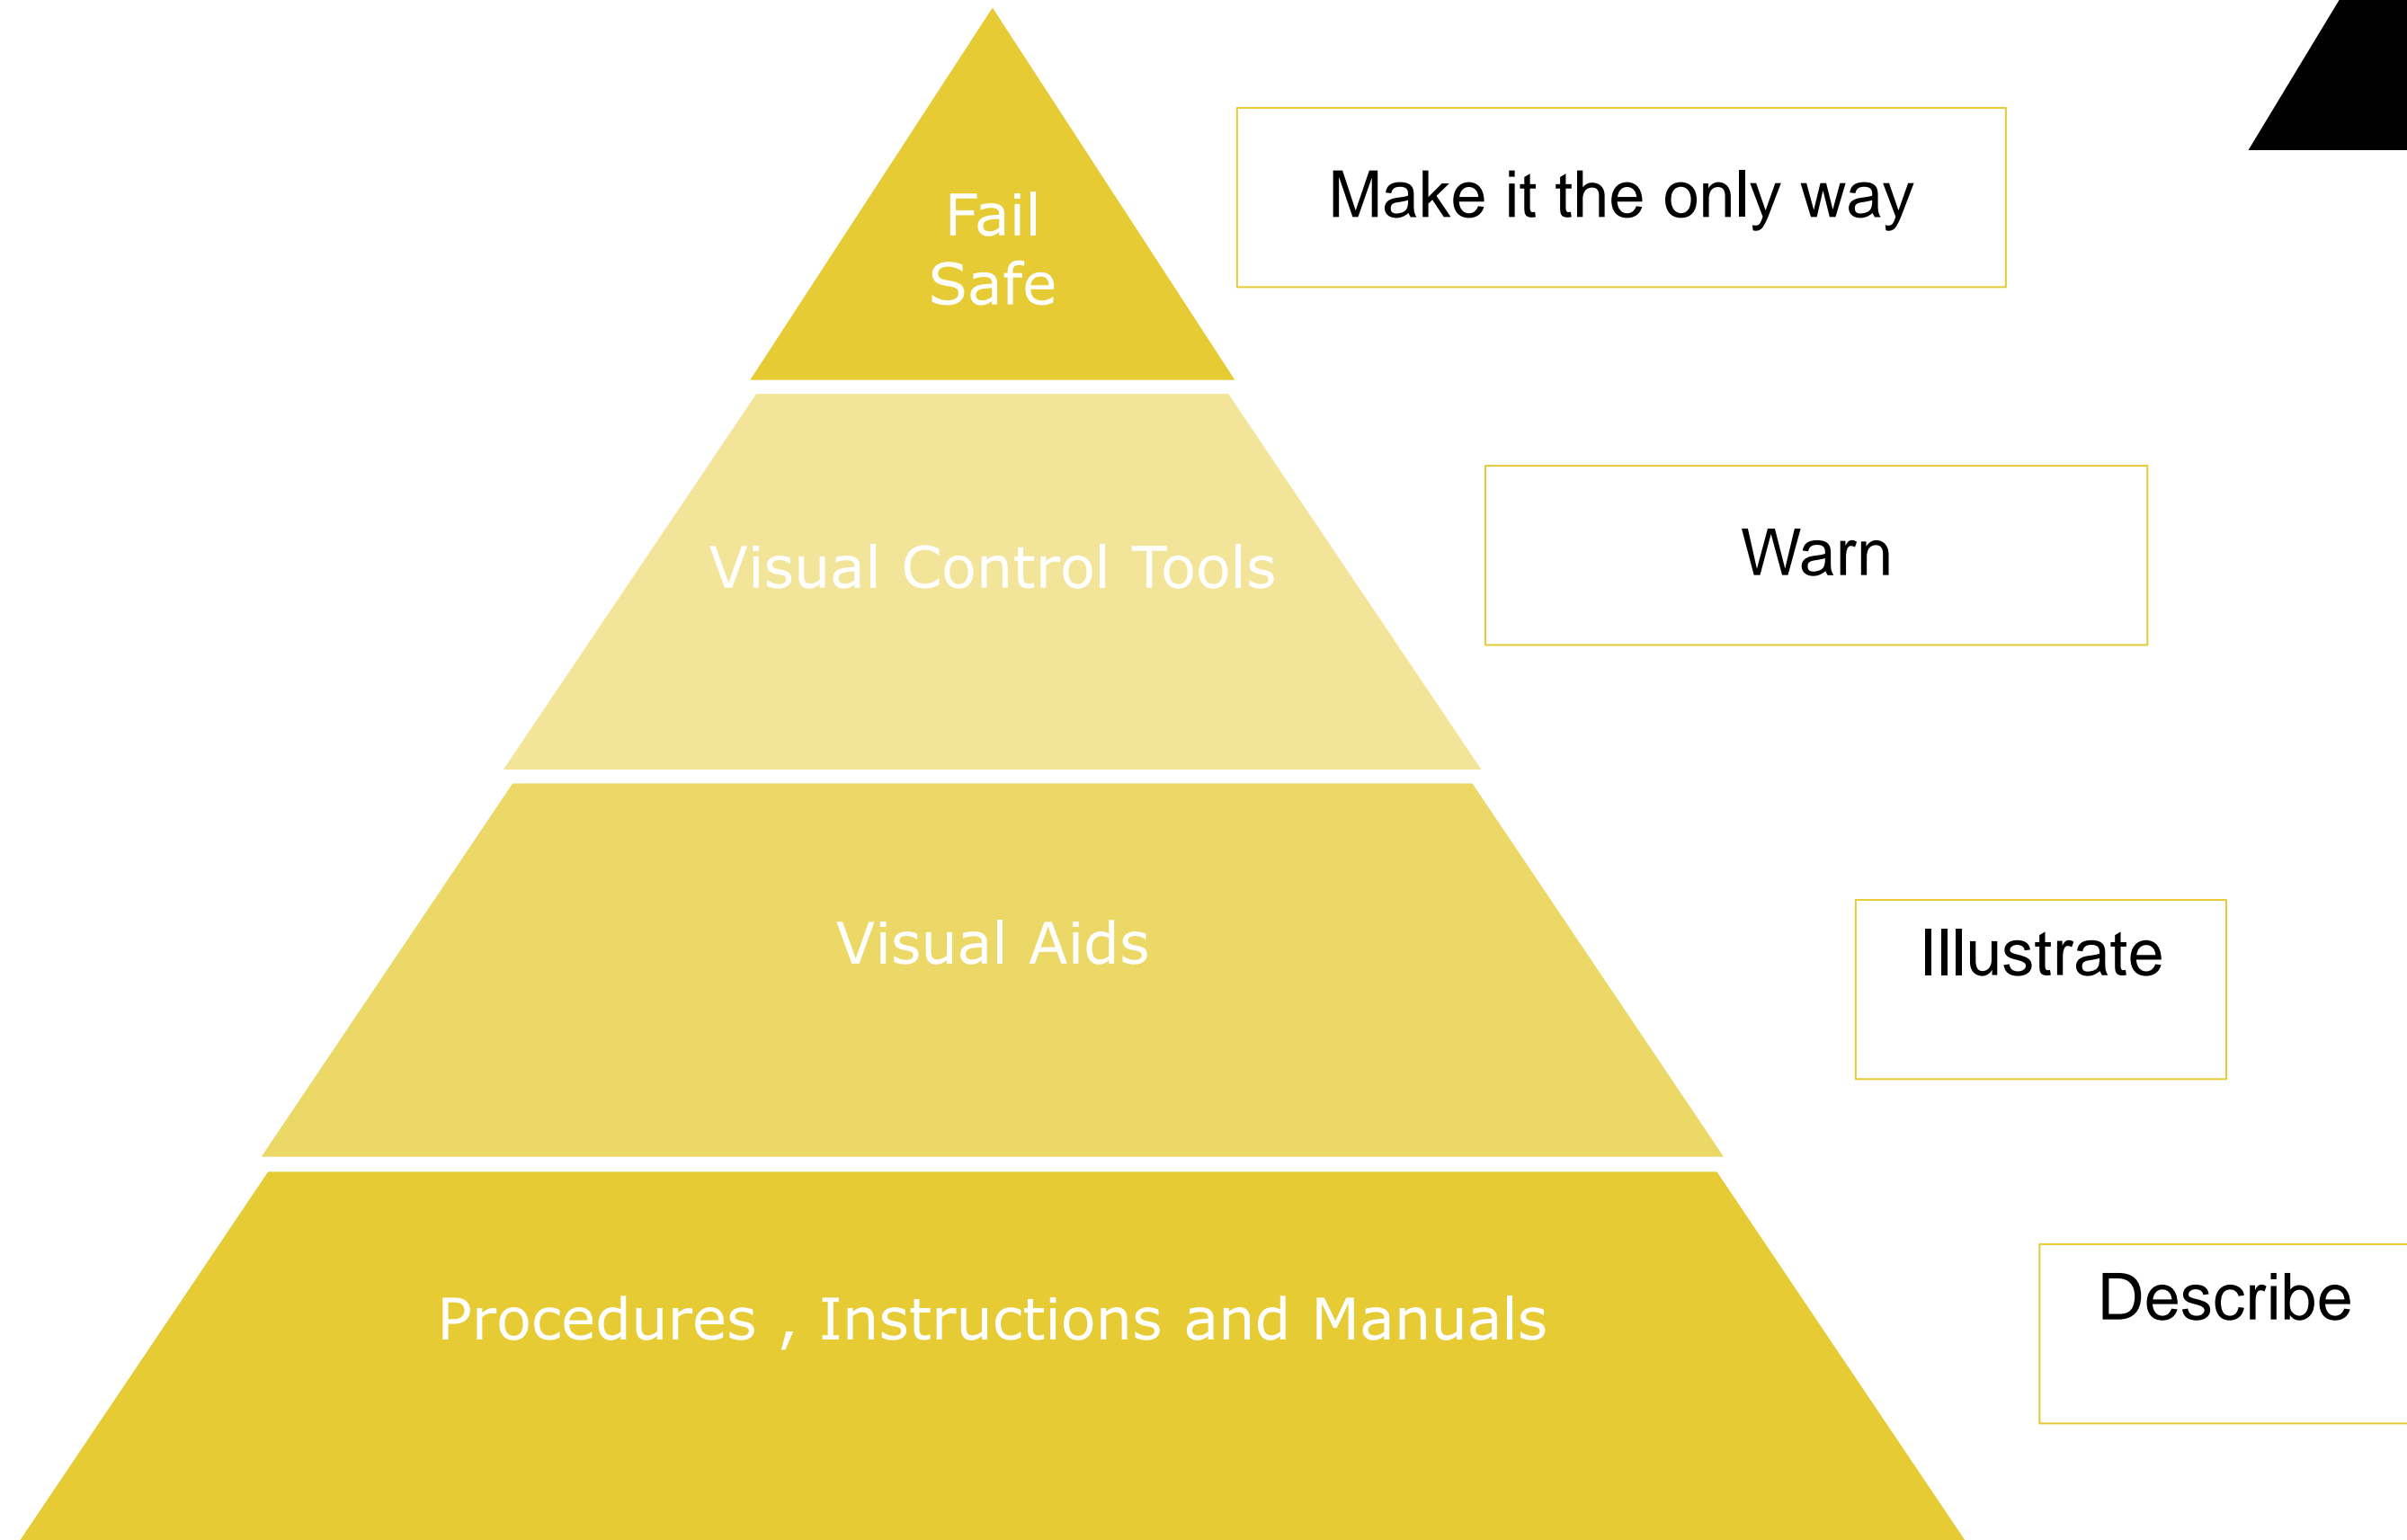 Fail
Safe
Make it the only way
Visual Control Tools
Warn
Visual Aids
Illustrate
Procedures , Instructions and Manuals
Describe